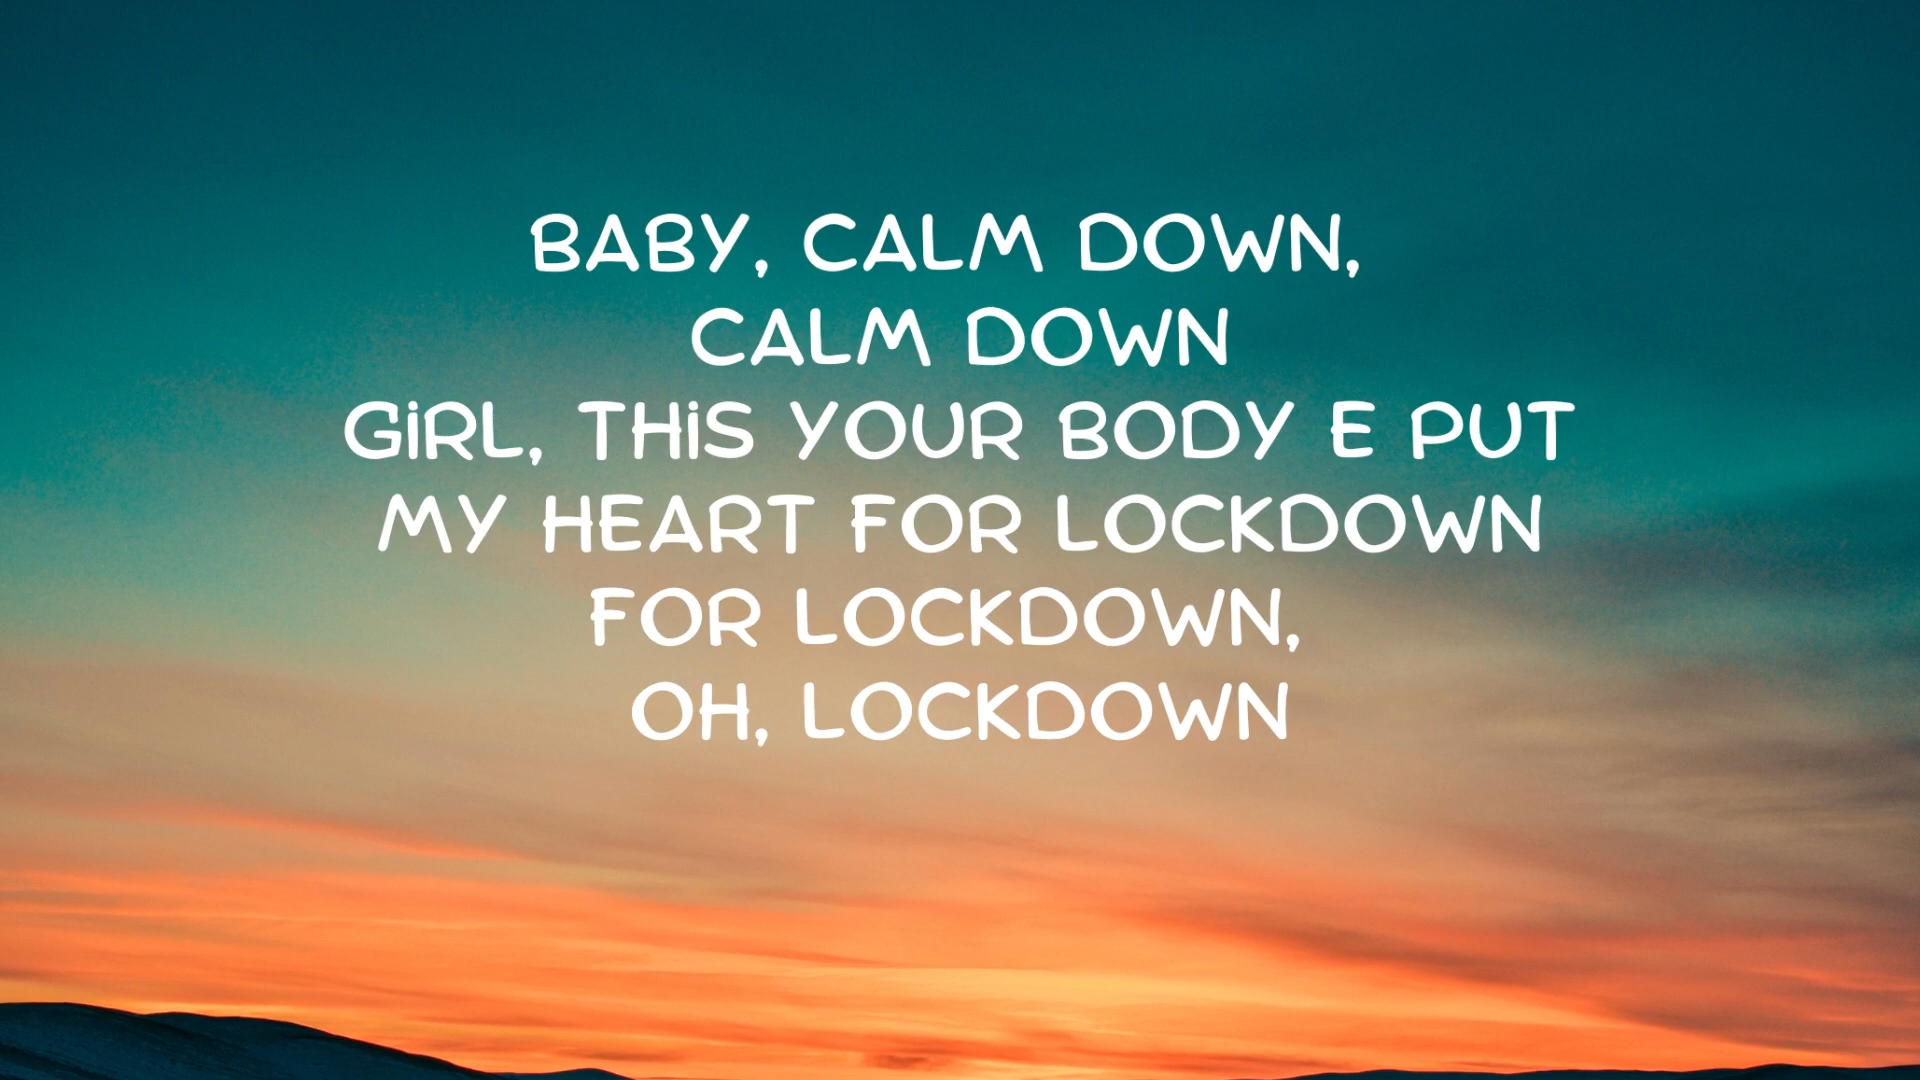 BABY, CALM DOWN,
CALM DOWN
GiRL, THiS YOUR BODY E PUT
MY HEART FOR LOCKDOWN
FOR LOCKDOWN,
OH, LOCKDOWN